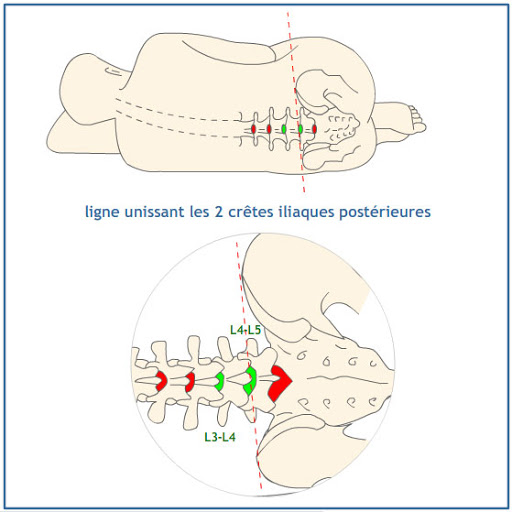 ligne unissant les 2 crêtes iliaques postérieures
L4-L5
L3-L4